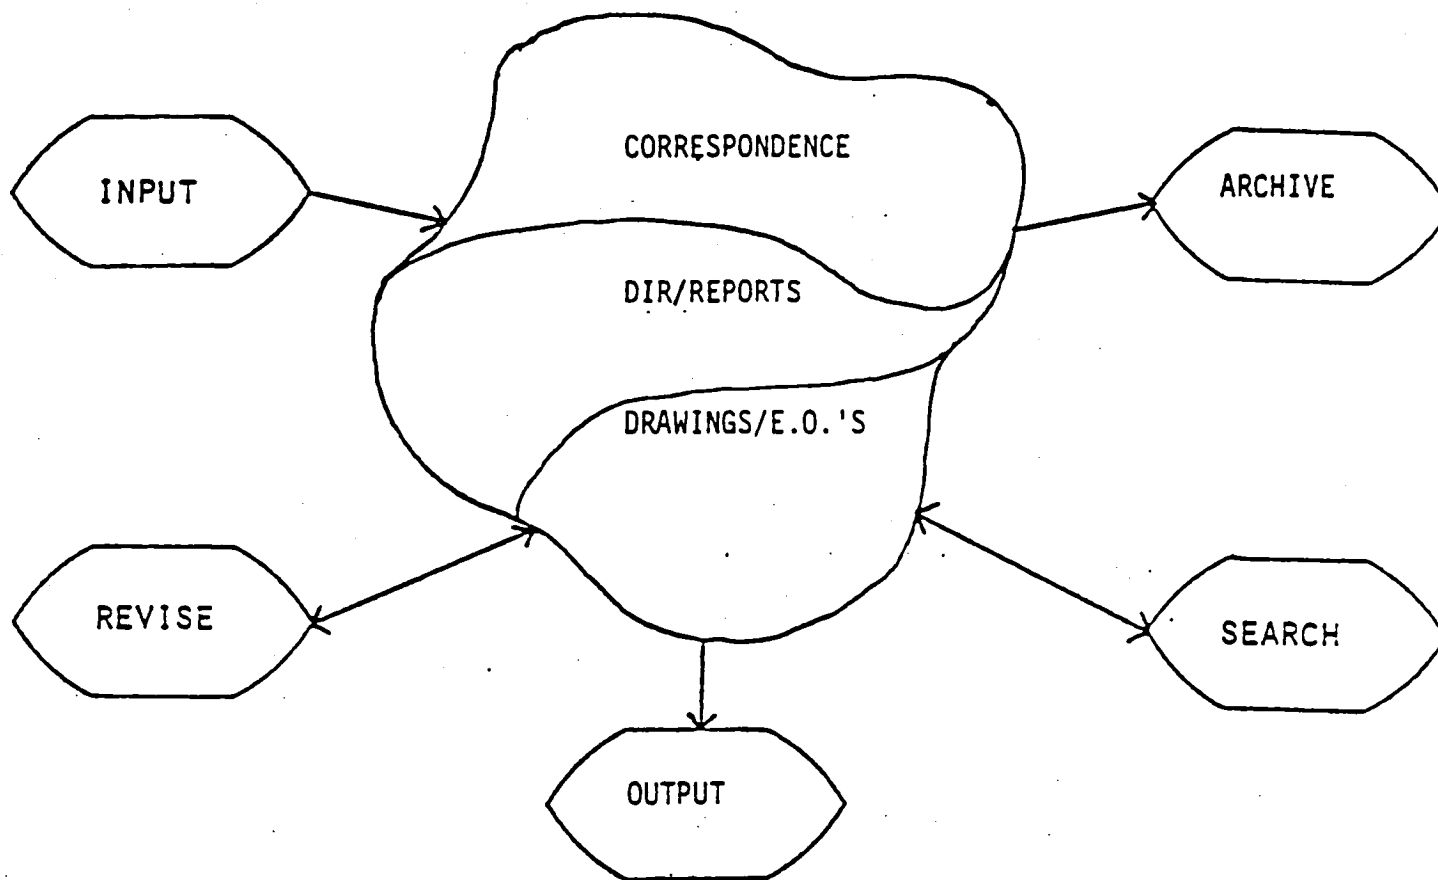 CORRESPONDENCE
INPUT
ARCHIVE
DIR/REPORTS
DRAWINGS/E.O.'S
REVISE
SEARCH
OUTPUT